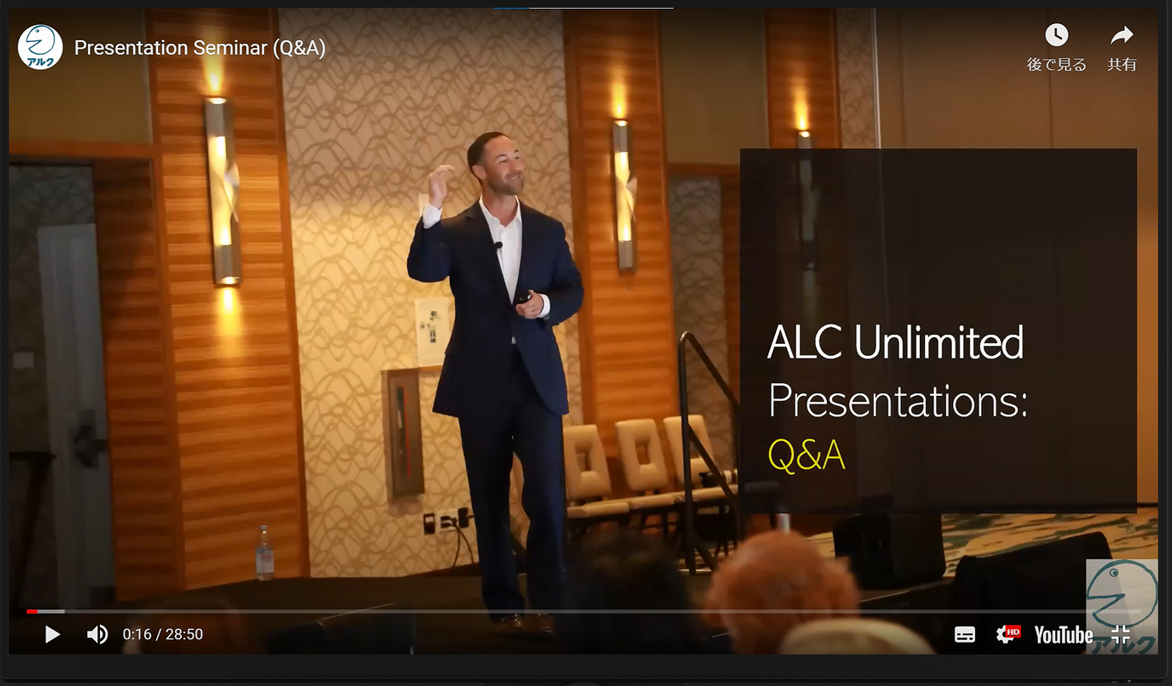 アルク
Presentation Seminar (Q&A)
後で見る
共有
ALC Unlimited
Presentations:
Q&A
0:16 / 28:50
HD
YouTube
アルク